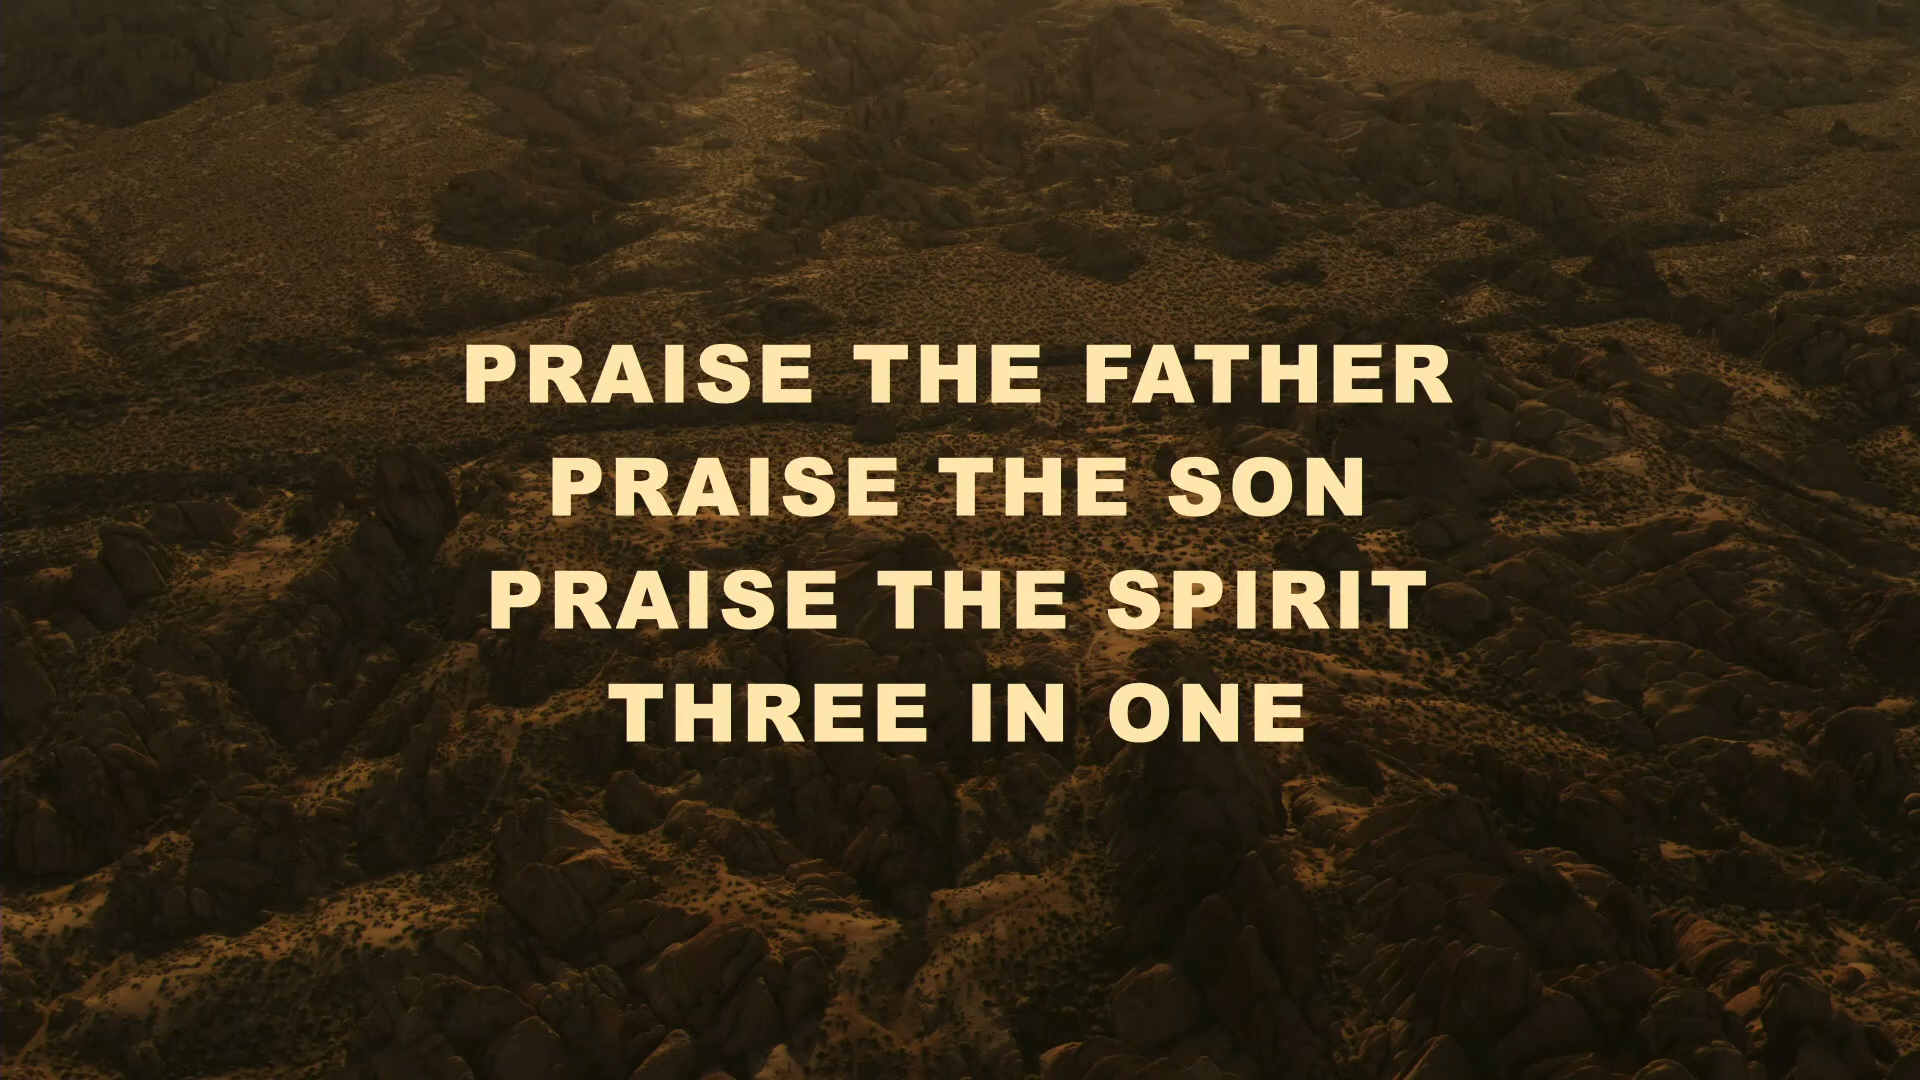 PRAISE THE FATHER
PRAISE THE SON
PRAISE THE SPIRIT
THREE IN ONE